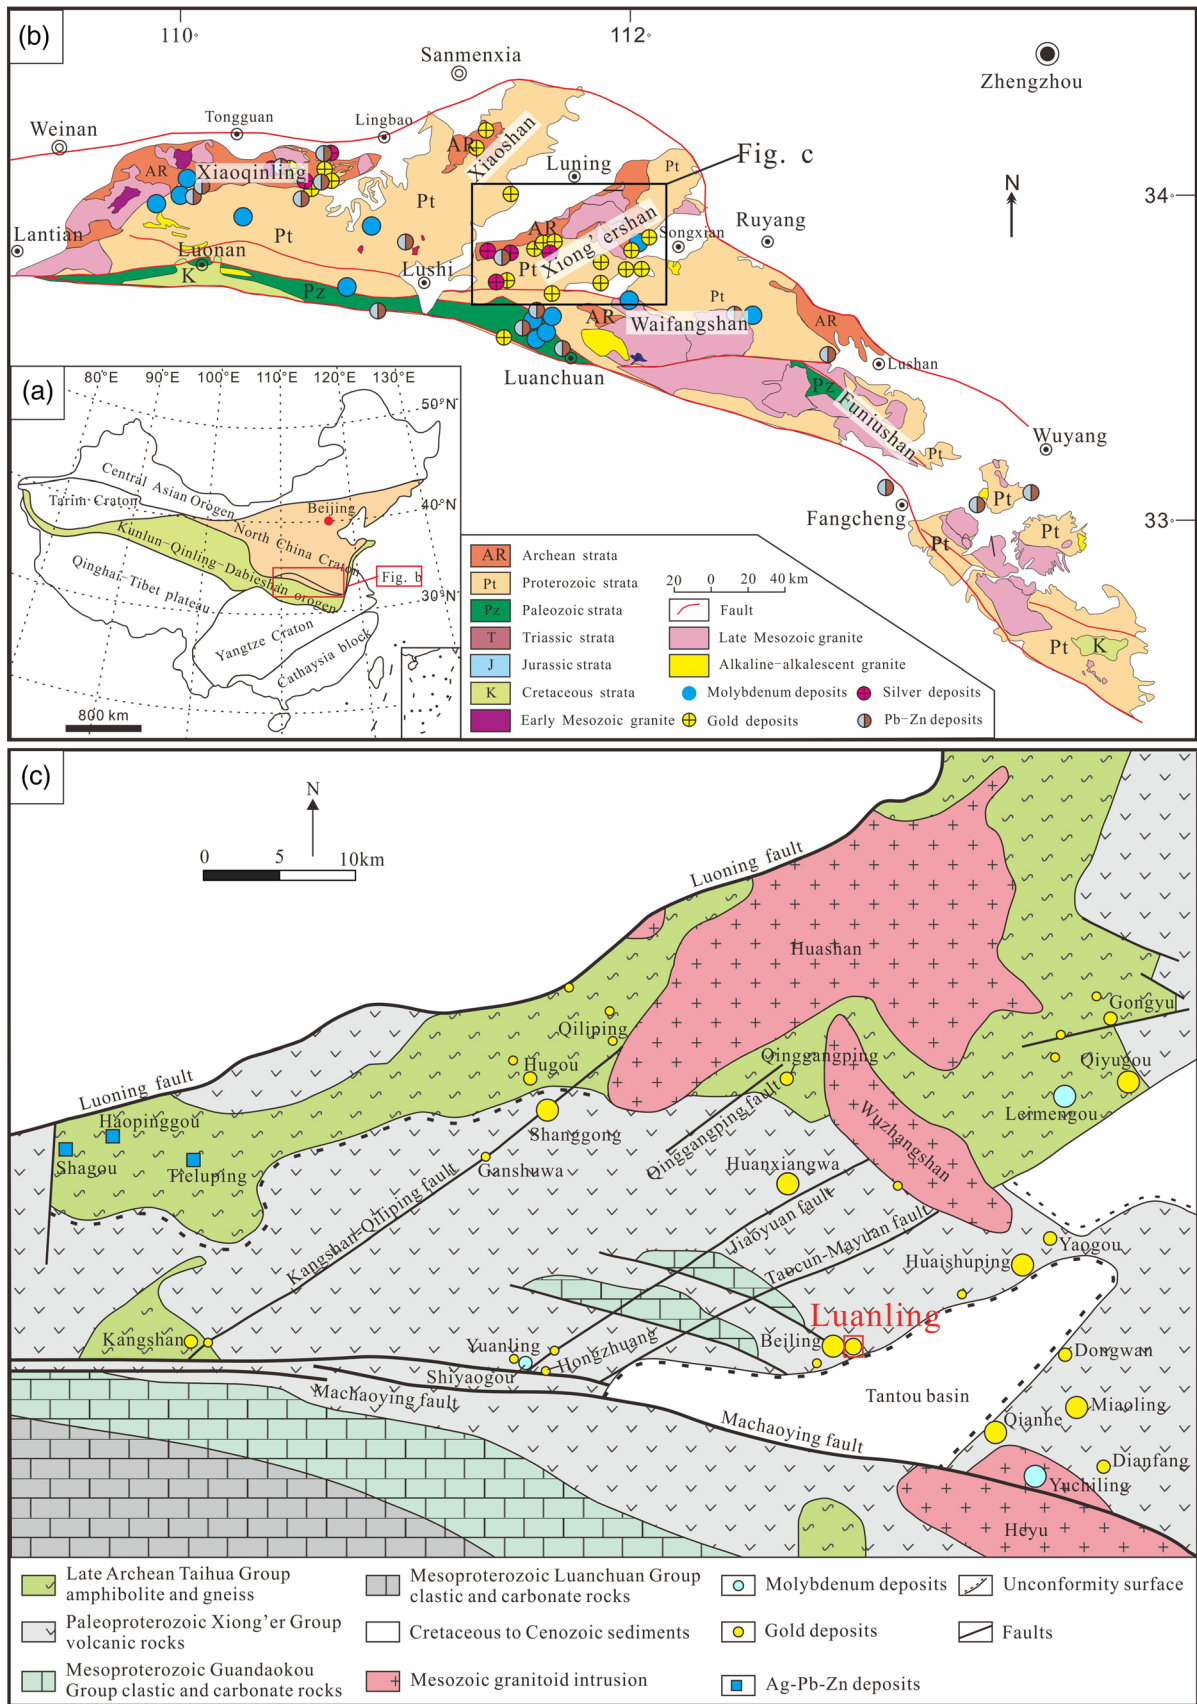 (b)
110°
112°
Sanmenxia
Zhengzhou
Weinan
Tongguan
Lingbao
AR
Xiaoshan
Luning
Pt
Fig. c
AR
Xiaoqinling
N
34
Pt
AR
Xiong'ershan
Ruyang
Songxian
Lantian
Pt
Luonan
K
Pz
Lushi
Pt
Pt
AR
Waifangshan
AR
Lushan
Luanchuan
Pz
Funiushan
Pt
Wuyang
Fangcheng
Pt
Pt
Pt
33
Pt
K
(a)
80°E
90°E
100°E
110°E
120°E
130°E
50°N
40°N
30°N
Central Asian Orogen
Tarim Craton
Beijing
North China Craton
Kunlun-Qinling-Dabieshan orogen
Qinghai-Tibet plateau
Fig. b
Yangtze Craton
Cathaysia block
800 km
AR Archean strata
Pt Proterozoic strata
Pz Paleozoic strata
T Triassic strata
J Jurassic strata
K Cretaceous strata
Early Mesozoic granite
20 0 20 40 km
Fault
Late Mesozoic granite
Alkaline-alkalescent granite
Molybdenum deposits
Silver deposits
Gold deposits
Pb-Zn deposits
(c)
N
0 5 10km
Luoning fault
Huashan
Gongyu
Qiliping
Hugou
Qinggangping
Qiyugou
Luoning fault
Haopinggou
Leimengou
Shagou
Tieluping
Shanggong
Ganshuwa
Qinggangping fault
Wuzhangshan
Huanxiangwa
Kangshan-Qiliping fault
Jiaoyuan fault
Taocun-Mayuan fault
Yaogou
Huaishuping
Luanling
Kangshan
Yuanling
Beiling
Hongzhuang
Shiyaogou
Dongwan
Machaoying fault
Tantou basin
Miaoling
Machaoying fault
Qianhe
Dianfang
Yuchiling
Heyu
Late Archean Taihua Group
amphibolite and gneiss
Paleoproterozoic Xiong'er Group
volcanic rocks
Mesoproterozoic Guandaokou
Group clastic and carbonate rocks
Mesoproterozoic Luanchuan Group
clastic and carbonate rocks
Cretaceous to Cenozoic sediments
Mesozoic granitoid intrusion
Molybdenum deposits
Gold deposits
Ag-Pb-Zn deposits
Unconformity surface
Faults